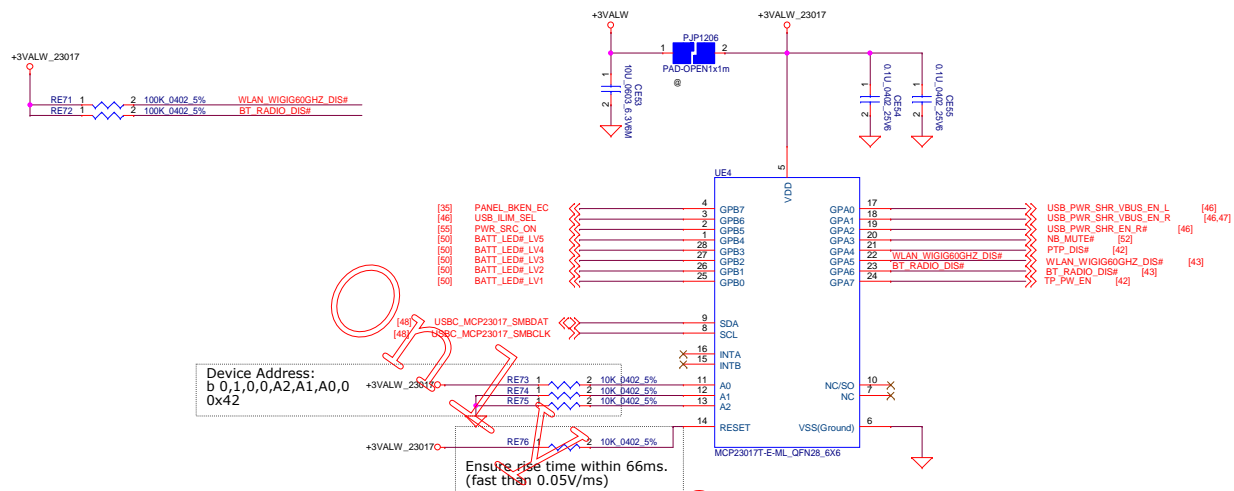 +3VALW
+3VALW_23017
+3VALW_23017
PJP1206
1 2
PAD-OPEN1x1m
@
1
2
10U_0603_6.3V6M
CE53
1
2
0.1U_0402_25V6
CE54
1
2
0.1U_0402_25V6
CE55
RE71 1 2 100K_0402_5% WLAN_WIGIG60GHZ_DIS#
RE72 1 2 100K_0402_5% BT_RADIO_DIS#
UE4
5
VDD
[35] PANEL_BKEN_EC 4 GPB7
[46] USB_ILIM_SEL 3 GPB6
[55] PWR_SRC_ON 2 GPB5
[50] BATT_LED#_LV5 1 GPB4
[50] BATT_LED#_LV4 28 GPB3
[50] BATT_LED#_LV3 27 GPB2
[50] BATT_LED#_LV2 26 GPB1
[50] BATT_LED#_LV1 25 GPB0
GPA0 17 USB_PWR_SHR_VBUS_EN_L [46]
GPA1 18 USB_PWR_SHR_VBUS_EN_R [46,47]
GPA2 19 USB_PWR_SHR_EN_R# [46]
GPA3 20 NB_MUTE# [52]
GPA4 21 PTP_DIS# [42]
GPA5 22 WLAN_WIGIG60GHZ_DIS# WLAN_WIGIG60GHZ_DIS# [43]
GPA6 23 BT_RADIO_DIS# BT_RADIO_DIS# [43]
GPA7 24 TP_PW_EN [42]
[48] USBC_MCP23017_SMBDAT 9 SDA
[48] USBC_MCP23017_SMBCLK 8 SCL
16 INTA
15 INTB
Device Address:
b 0,1,0,0,A2,A1,A0,0
0x42
+3VALW_23017 RE73 1 2 10K_0402_5% 11 A0
RE74 1 2 10K_0402_5% 12 A1
RE75 1 2 10K_0402_5% 13 A2
NC/SO 10
NC 7
14 RESET
VSS(Ground) 6
+3VALW_23017 RE76 1 2 10K_0402_5%
MCP23017T-E-ML_QFN28_6X6
Ensure rise time within 66ms.
(fast than 0.05V/ms)
Only